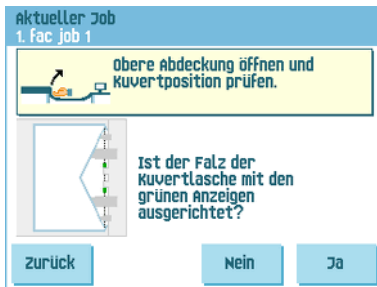 Aktueller Job
1. Fac job 1
Obere Abdeckung öffnen und
Kuvertposition prüfen.
Ist der Falz der
Kuvertlasche mit den
grünen Anzeigen
ausgerichtet?
Zurück
Nein
Ja